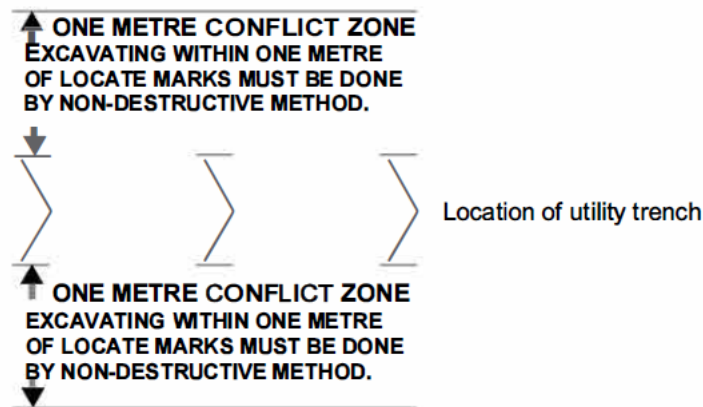 ONE METRE CONFLICT ZONE
EXCAVATING WITHIN ONE METRE
OF LOCATE MARKS MUST BE DONE
BY NON-DESTRUCTIVE METHOD.
Location of utility trench
ONE METRE CONFLICT ZONE
EXCAVATING WITHIN ONE METRE
OF LOCATE MARKS MUST BE DONE
BY NON-DESTRUCTIVE METHOD.